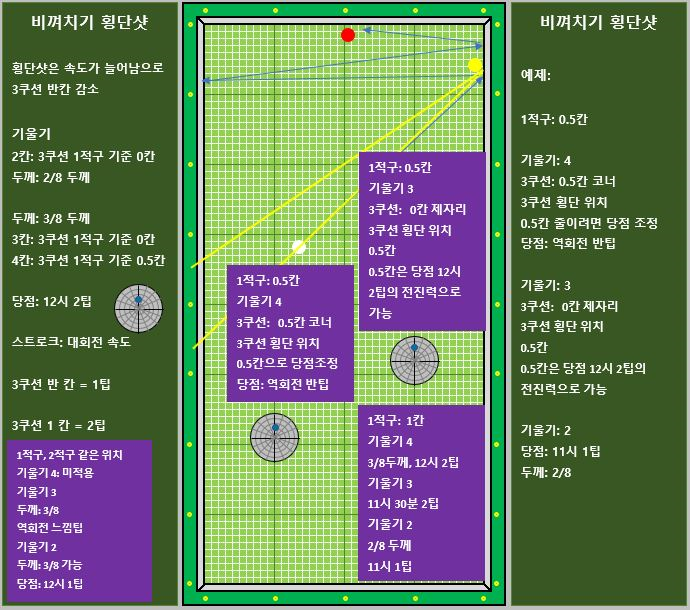 비껴치기 횡단샷
횡단샷은 속도가 늘어남으로
3쿠션 반칸 감소
기울기
2칸: 3쿠션 1적구 기준 0칸
두께: 2/8 두께
두께: 3/8 두께
3칸: 3쿠션 1적구 기준 0칸
4칸: 3쿠션 1적구 기준 0.5칸
당점: 12시 2팁
스트로크: 대회전 속도
3쿠션 반 칸 = 1팁
3쿠션 1 칸 = 2팁
1적구, 2적구 같은 위치
기울기 4: 미적용
기울기 3
두께: 3/8
역회전 느낌팁
기울기 2
두께: 3/8 가능
당점: 12시 1팁
1적구: 0.5칸
기울기 3
3쿠션: 0칸 제자리
3쿠션 횡단 위치
0.5칸
0.5칸은 당점 12시
2팁의 전진력으로
가능
1적구: 0.5칸
기울기 4
3쿠션: 0.5칸 코너
3쿠션 횡단 위치
0.5칸으로 당점조정
당점: 역회전 반팁
1적구: 1칸
기울기 4
3/8두께, 12시 2팁
기울기 3
11시 30분 2팁
기울기 2
2/8 두께
11시 1팁
비껴치기 횡단샷
예제:
1적구: 0.5칸
기울기: 4
3쿠션: 0.5칸 코너
3쿠션 횡단 위치
0.5칸 줄이려면 당점 조정
당점: 역회전 반팁
기울기: 3
3쿠션: 0칸 제자리
3쿠션 횡단 위치
0.5칸
0.5칸은 당점 12시 2팁의
전진력으로 가능
기울기: 2
당점: 11시 1팁
두께: 2/8